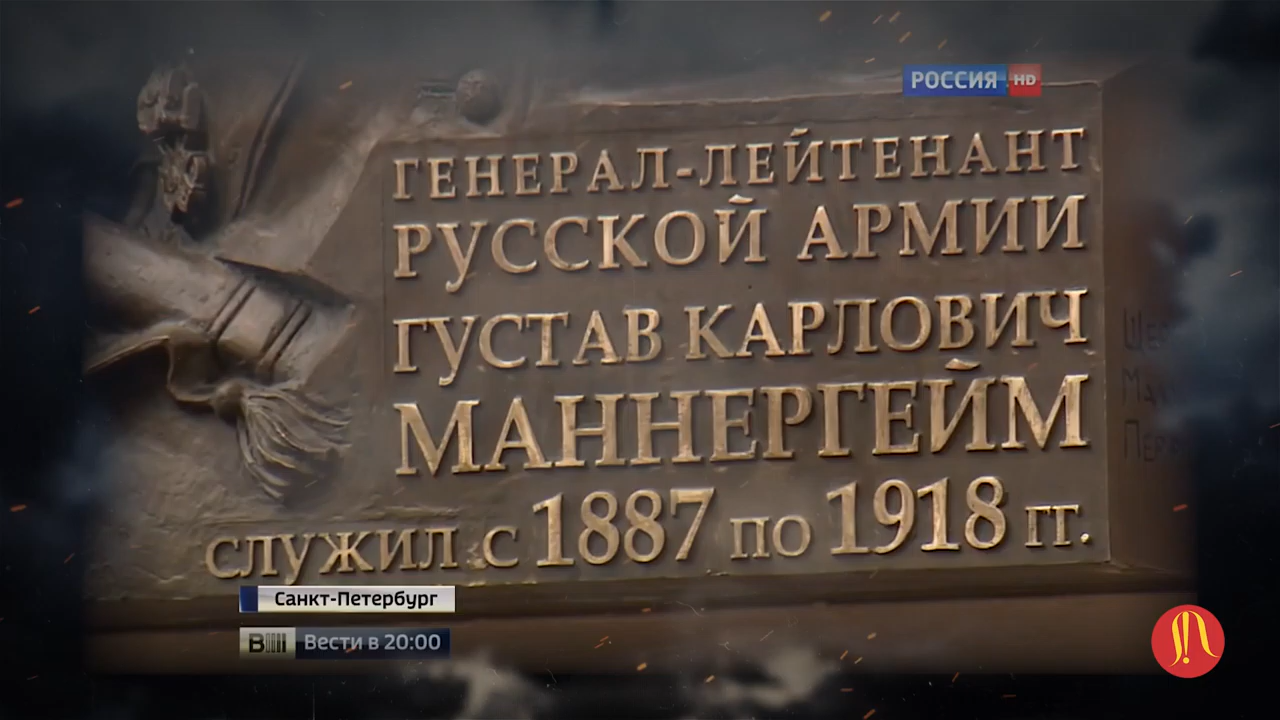 РОССИЯ HD
ГЕНЕРАЛ-ЛЕЙТЕНАНТ
РУССКОЙ АРМИИ
ГУСТАВ КАРЛОВИЧ
МАННЕРГЕЙМ
СЛУЖИЛ С 1887 ПО 1918 ГГ.
Санкт-Петербург
Вести в 20:00